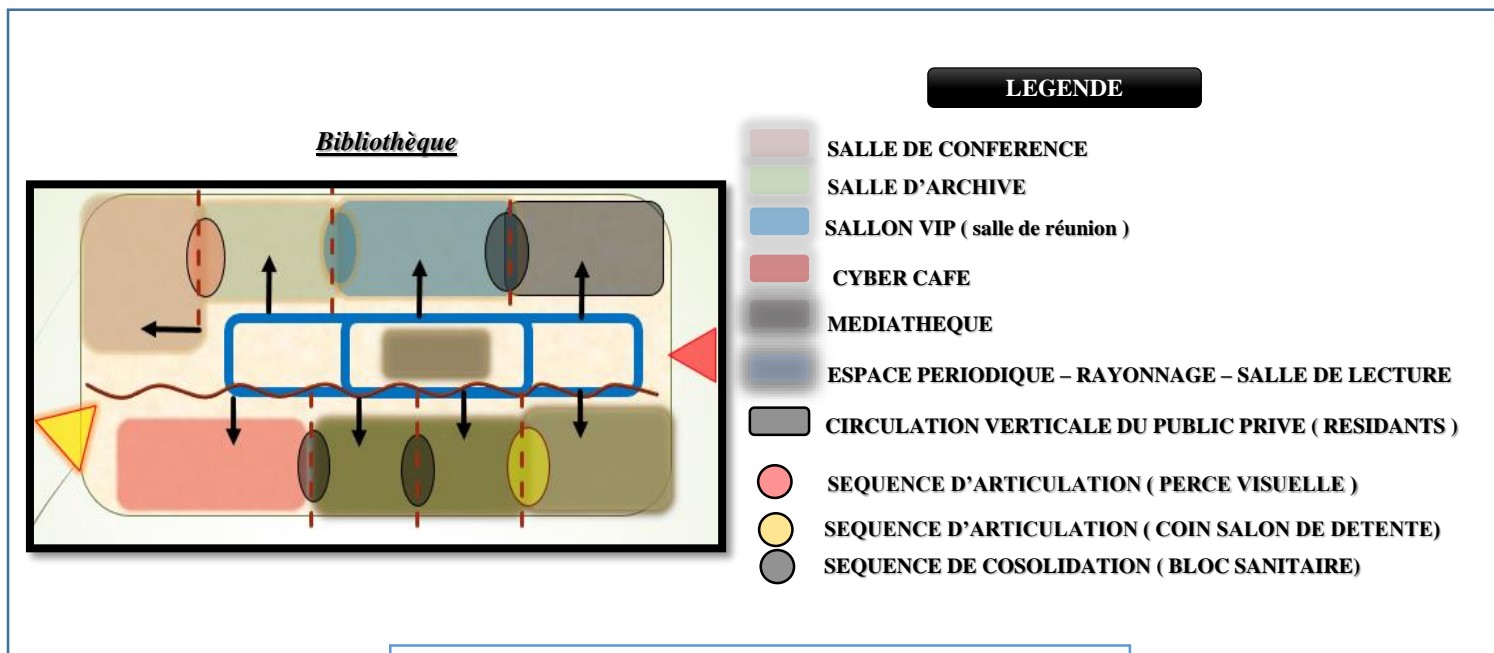 LEGENDE
Bibliothèque
SALLE DE CONFERENCE
SALLE D'ARCHIVE
SALLON VIP ( salle de réunion )
CYBER CAFE
MEDIATHEQUE
ESPACE PERIODIQUE – RAYONNAGE – SALLE DE LECTURE
CIRCULATION VERTICALE DU PUBLIC PRIVE ( RESIDANTS )
SEQUENCE D'ARTICULATION ( PERCE VISUELLE )
SEQUENCE D'ARTICULATION ( COIN SALON DE DETENTE)
SEQUENCE DE COSOLIDATION ( BLOC SANITAIRE)